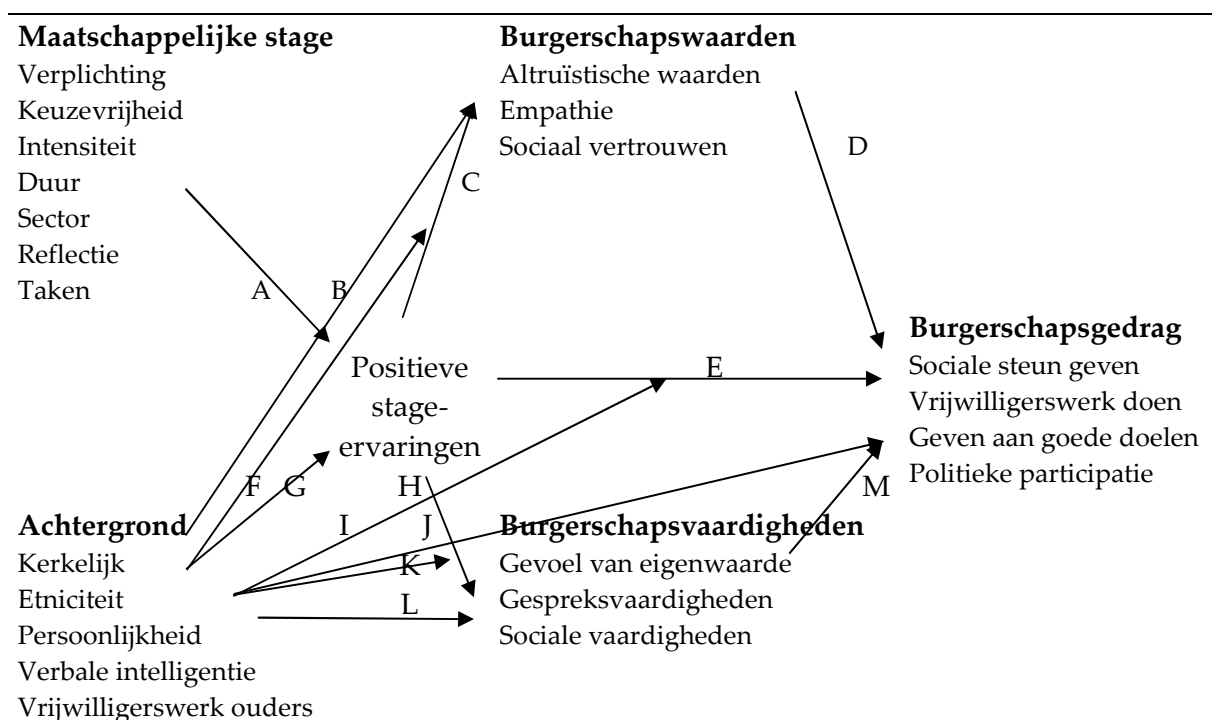 Maatschappelijke stage
Verplichting
Keuzevrijheid
Intensiteit
Duur
Sector
Reflectie
Taken
Burgerschapswaarden
Altruïstische waarden
Empathie
Sociaal vertrouwen
D
C
A
B
Positieve
stage-
ervaringen
E
Burgerschapsgedrag
Sociale steun geven
Vrijwilligerswerk doen
Geven aan goede doelen
Politieke participatie
F
G
H
M
I
J
K
L
Achtergrond
Kerkelijk
Etniciteit
Persoonlijkheid
Verbale intelligentie
Vrijwilligerswerk ouders
Burgerschapsvaardigheden
Gevoel van eigenwaarde
Gespreksvaardigheden
Sociale vaardigheden